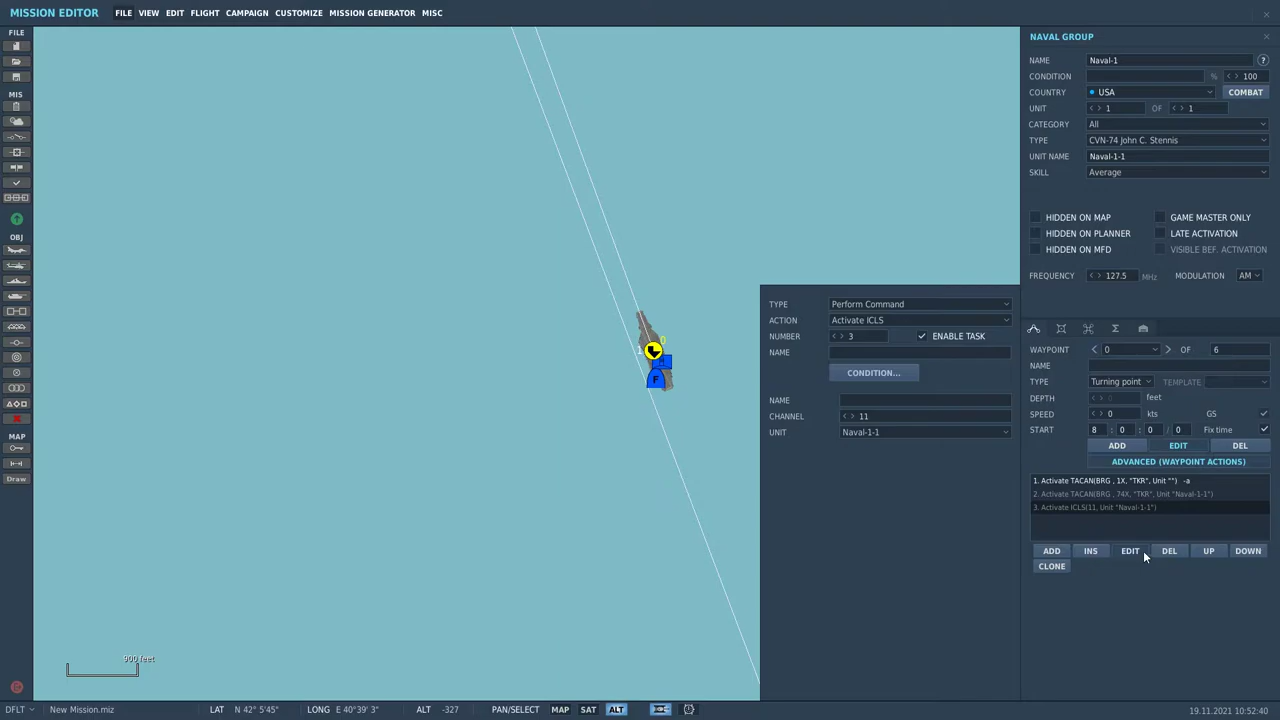 MISSION EDITOR FILE VIEW EDIT FLIGHT CAMPAIGN CUSTOMIZE MISSION GENERATOR MISC
FILE
MIS
OBJ
MAP
Draw
1
0
F
900 feet
TYPE Perform Command
ACTION Activate ICLS
NUMBER < > 3 ENABLE TASK
NAME
CONDITION...
NAME
CHANNEL < > 11
UNIT Naval-1-1
NAVAL GROUP
NAME Naval-1 ?
CONDITION % < > 100
COUNTRY USA COMBAT
UNIT < > 1 OF < > 1
CATEGORY All
TYPE CVN-74 John C. Stennis
UNIT NAME Naval-1-1
SKILL Average
HIDDEN ON MAP GAME MASTER ONLY
HIDDEN ON PLANNER LATE ACTIVATION
HIDDEN ON MFD VISIBLE BEF. ACTIVATION
FREQUENCY < > 127.5 MHz MODULATION AM
WAYPOINT < 0 > OF 6
NAME
TYPE Turning point TEMPLATE
DEPTH < > 0 feet
SPEED < > 0 kts GS
START 8 : 0 : 0 / 0 Fix time
ADD EDIT DEL
ADVANCED (WAYPOINT ACTIONS)
1. Activate TACAN(BRG , 1X, "TKR", Unit "") -a
2. Activate TACAN(BRG , 74X, "TKR", Unit "Naval-1-1")
3. Activate ICLS(11, Unit "Naval-1-1")
ADD INS EDIT DEL UP DOWN
CLONE
DFLT New Mission.miz LAT N 42° 5'45" LONG E 40°39' 3" ALT -327 PAN/SELECT MAP SAT ALT 19.11.2021 10:52:40